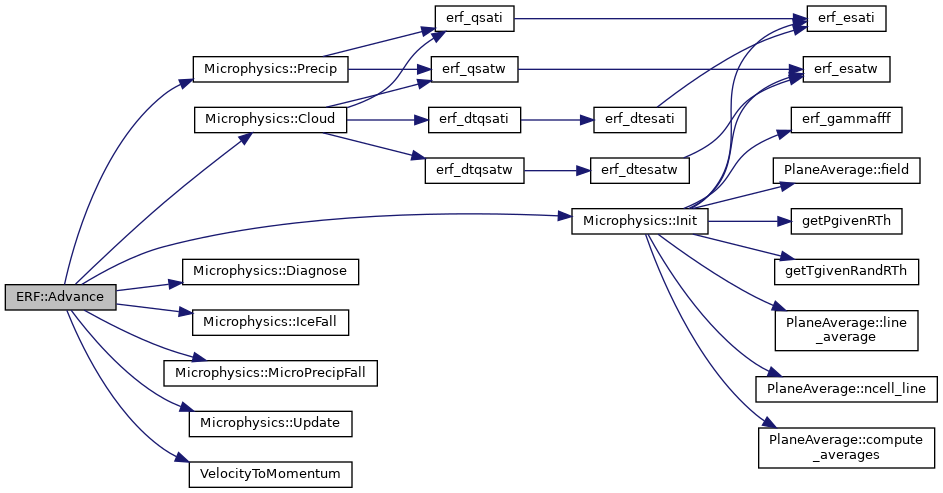 ERF::Advance
Microphysics::Precip
Microphysics::Cloud
Microphysics::Diagnose
Microphysics::IceFall
Microphysics::MicroPrecipFall
Microphysics::Update
VelocityToMomentum
erf_qsati
erf_qsatw
erf_dtqsati
erf_dtqsatw
erf_dtesati
erf_dtesatw
Microphysics::Init
erf_esati
erf_esatw
erf_gammafff
PlaneAverage::field
getPgivenRTh
getTgivenRandRTh
PlaneAverage::line
_average
PlaneAverage::ncell_line
PlaneAverage::compute
_averages